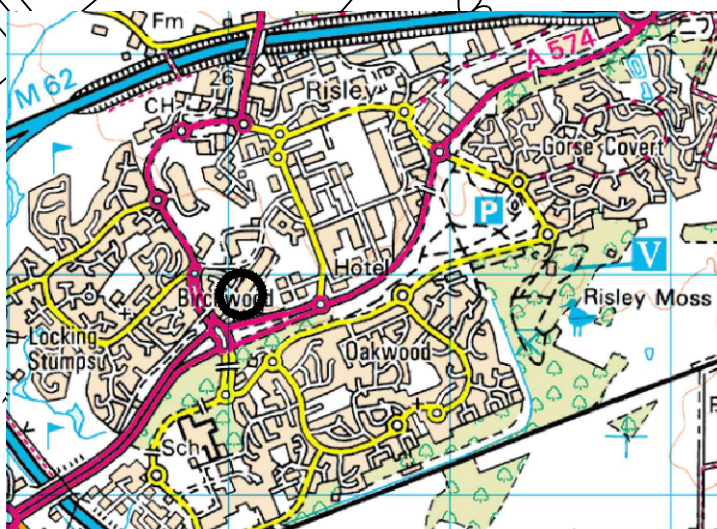 Fm
A 574
M 62
26
Risley
CH
Gorse Covert
P
V
Hotel
Birchwood
Risley Moss
Locking
Stumps
Oakwood
Sch